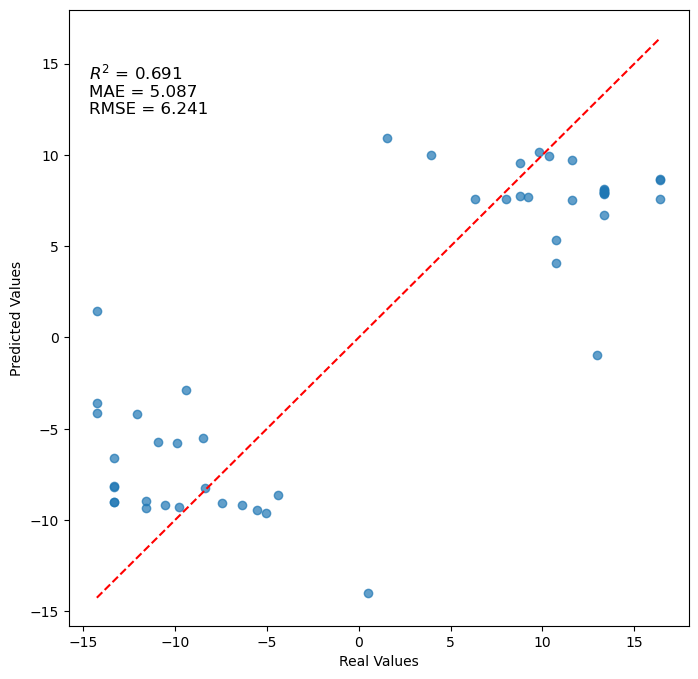 R² = 0.691
MAE = 5.087
RMSE = 6.241
15
10
5
0
−5
−10
−15
Predicted Values
−15 −10 −5 0 5 10 15
Real Values